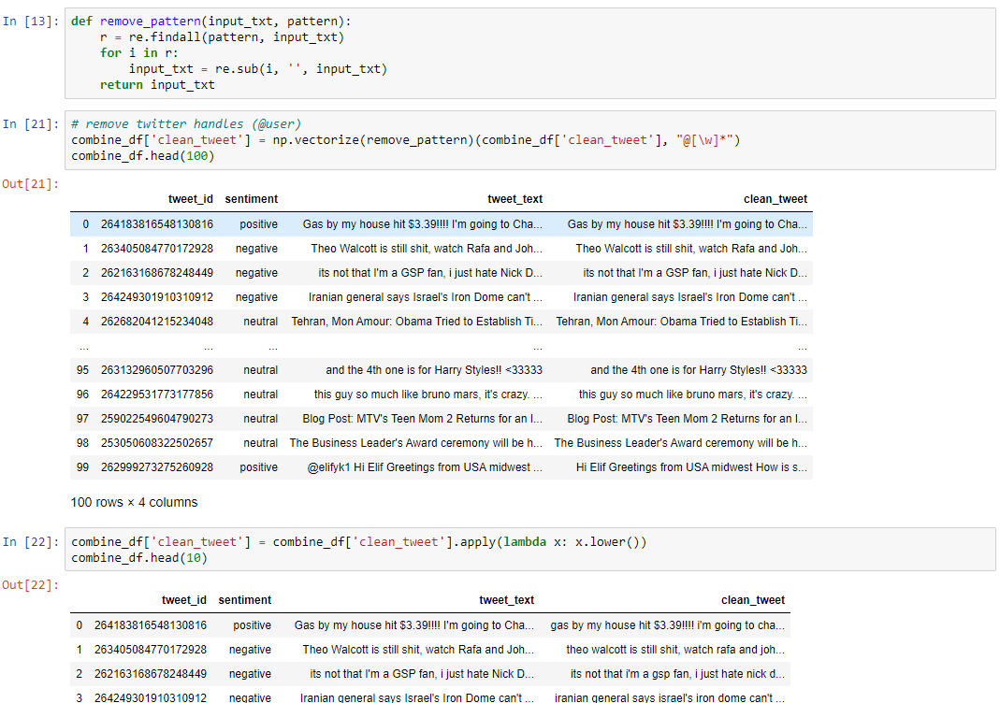 In [13]: def remove_pattern(input_txt, pattern):
r = re.findall(pattern, input_txt)
for i in r:
input_txt = re.sub(i, '', input_txt)
return input_txt
In [21]: # remove twitter handles (@user)
combine_df['clean_tweet'] = np.vectorize(remove_pattern)(combine_df['clean_tweet'], "@[\w]*")
combine_df.head(100)
Out[21]:
tweet_id sentiment tweet_text clean_tweet
0 264183816548130816 positive Gas by my house hit $3.39!!!! I'm going to Cha... Gas by my house hit $3.39!!!! I'm going to Cha...
1 263405084770172928 negative Theo Walcott is still shit, watch Rafa and Joh... Theo Walcott is still shit, watch Rafa and Joh...
2 262163168678248449 negative its not that I'm a GSP fan, i just hate Nick D... its not that I'm a GSP fan, i just hate Nick D...
3 264249301910310912 negative Iranian general says Israel's Iron Dome can't ... Iranian general says Israel's Iron Dome can't ...
4 262682041215234048 neutral Tehran, Mon Amour: Obama Tried to Establish Ti... Tehran, Mon Amour: Obama Tried to Establish Ti...
... ... ... ... ...
95 263132960507703296 neutral and the 4th one is for Harry Styles!! <33333 and the 4th one is for Harry Styles!! <33333
96 264229531773177856 neutral this guy so much like bruno mars, it's crazy. ... this guy so much like bruno mars, it's crazy. ...
97 259022549604790273 neutral Blog Post: MTV's Teen Mom 2 Returns for an I... Blog Post: MTV's Teen Mom 2 Returns for an I...
98 253050608322502657 neutral The Business Leader's Award ceremony will be h... The Business Leader's Award ceremony will be h...
99 262999273275260928 positive @elifyk1 Hi Elif Greetings from USA midwest ... Hi Elif Greetings from USA midwest How is s...
100 rows × 4 columns
In [22]: combine_df['clean_tweet'] = combine_df['clean_tweet'].apply(lambda x: x.lower())
combine_df.head(10)
Out[22]:
tweet_id sentiment tweet_text clean_tweet
0 264183816548130816 positive Gas by my house hit $3.39!!!! I'm going to Cha... gas by my house hit $3.39!!!! i'm going to cha...
1 263405084770172928 negative Theo Walcott is still shit, watch Rafa and Joh... theo walcott is still shit, watch rafa and joh...
2 262163168678248449 negative its not that I'm a GSP fan, i just hate Nick D... its not that i'm a gsp fan, i just hate nick d...
3 264249301910310912 negative Iranian general says Israel's Iron Dome can't ... iranian general says israel's iron dome can't ...